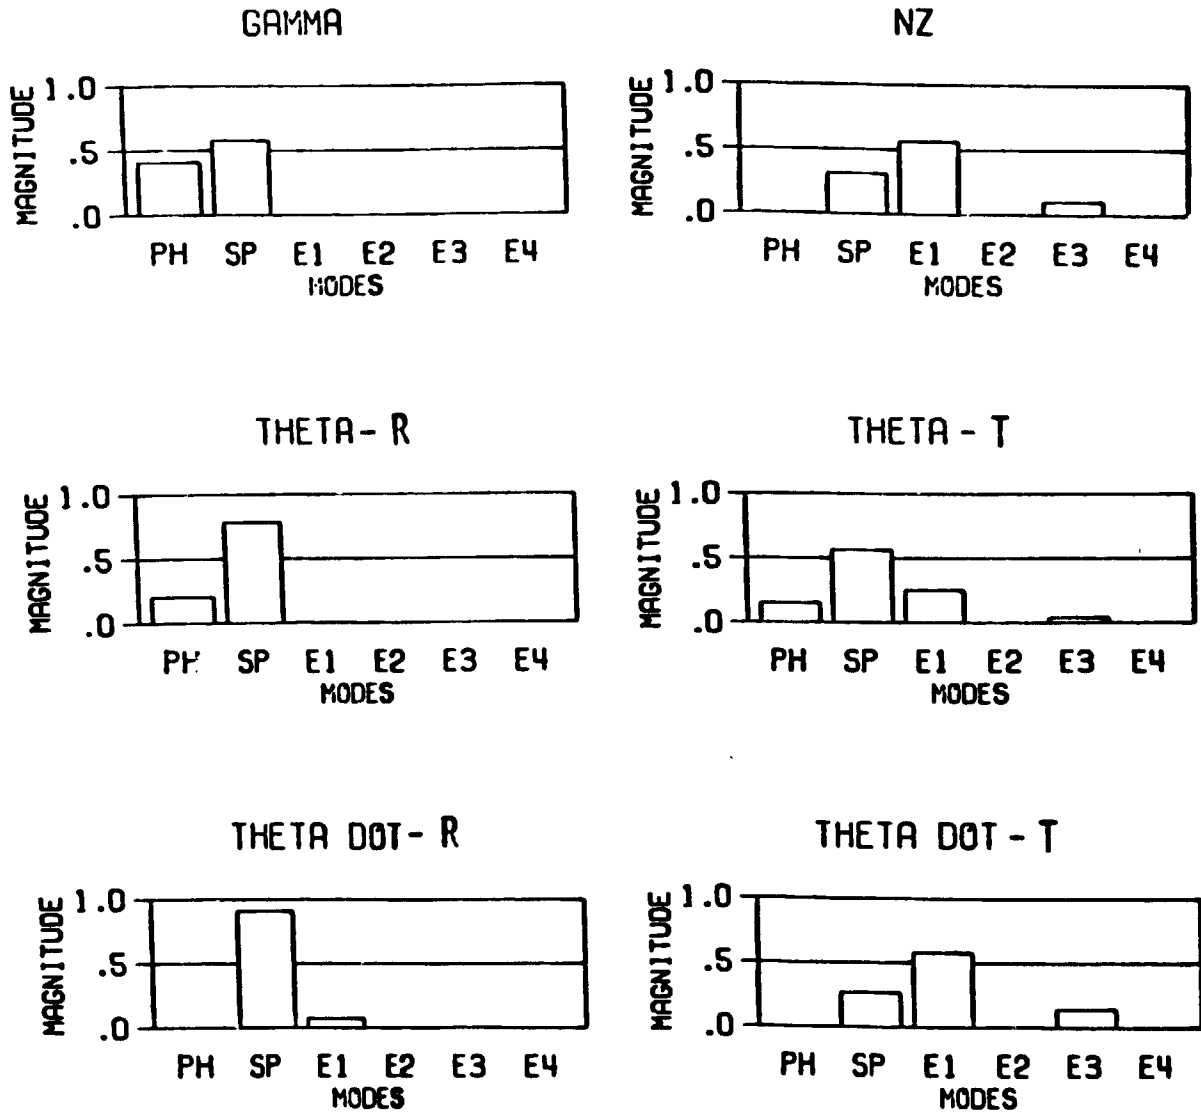 GAMMA
MAGNITUDE
1.0
.5
.0
PH SP E1 E2 E3 E4
MODES
NZ
MAGNITUDE
1.0
.5
.0
PH SP E1 E2 E3 E4
MODES
THETA- R
MAGNITUDE
1.0
.5
.0
PH SP E1 E2 E3 E4
MODES
THETA - T
MAGNITUDE
1.0
.5
.0
PH SP E1 E2 E3 E4
MODES
THETA DOT- R
MAGNITUDE
1.0
.5
.0
PH SP E1 E2 E3 E4
MODES
THETA DOT - T
MAGNITUDE
1.0
.5
.0
PH SP E1 E2 E3 E4
MODES